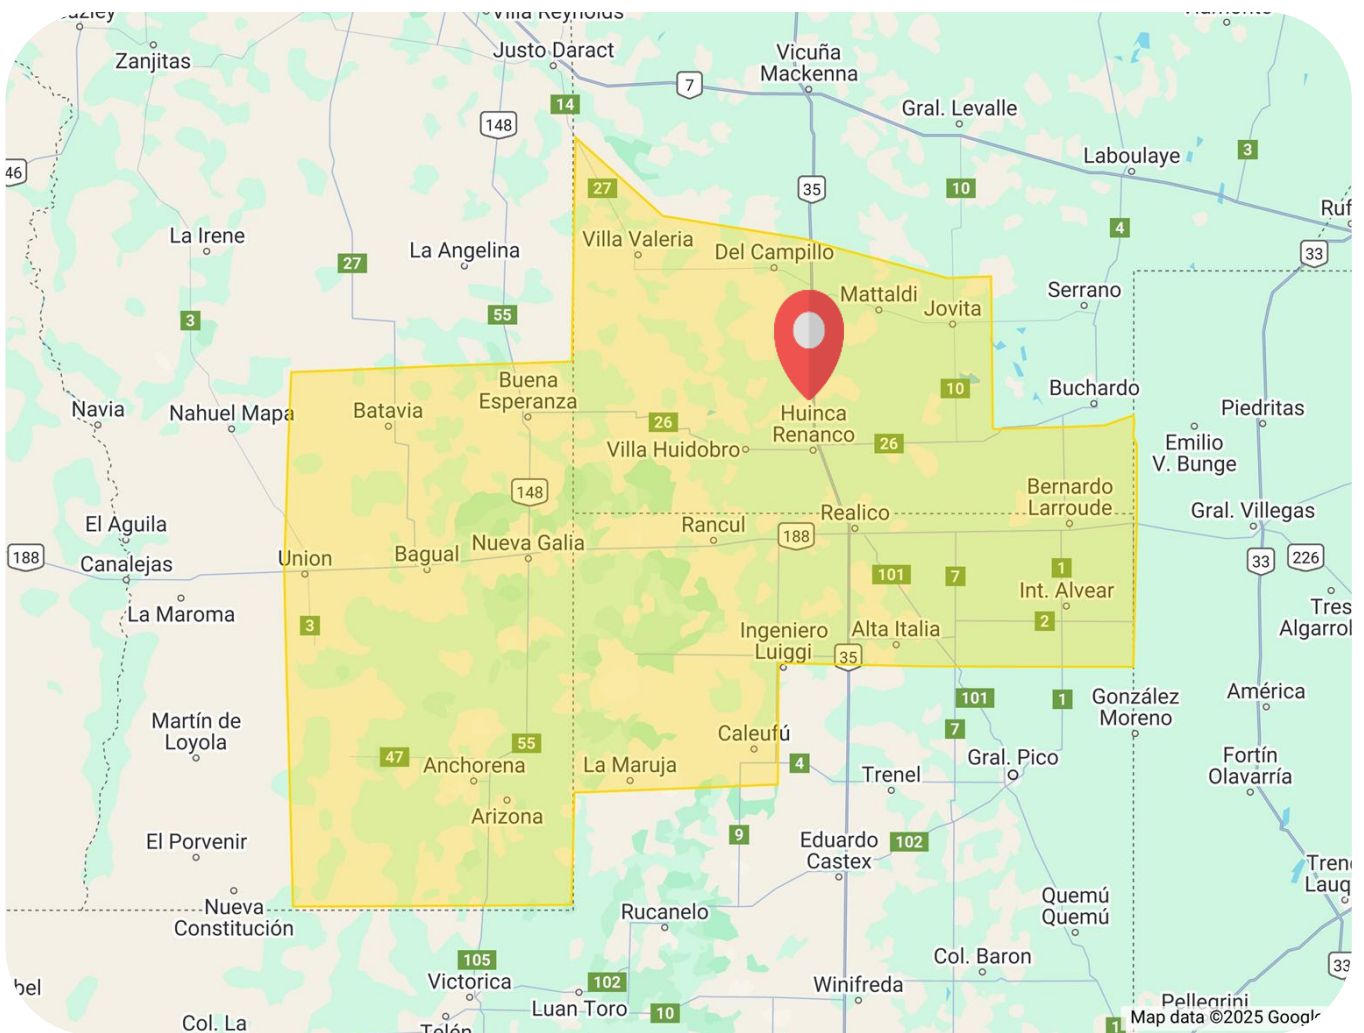 Villa Reynolds
Zanjitas
Justo Daract
Vicuña
Mackenna
7
14
148
Gral. Levalle
Laboulaye
3
46
27
35
10
Ruf
La Irene
La Angelina
Villa Valeria
Del Campillo
4
33
27
3
55
Mattaldi
Jovita
Serrano
Navia
Nahuel Mapa
Batavia
Buena
Esperanza
26
Villa Huidobro
Huinca
Renanco
26
10
Buchardo
Piedritas
Emilio
V. Bunge
148
Bernardo
Larroude
El Aguila
Canalejas
188
Union
Bagual
Nueva Galia
Rancul
188
Realico
Gral. Villegas
33
226
La Maroma
3
101
7
1
Int. Alvear
2
Tres
Algarrol
Ingeniero
Luiggi
Alta Italia
35
101
1
7
González
Moreno
América
Martín de
Loyola
47
55
Anchorena
Arizona
La Maruja
Caleufú
4
Trenel
Gral. Pico
Fortín
Olavarría
El Porvenir
9
Eduardo
Castex
102
Tren
Lauq
Nueva
Constitución
Rucanelo
Quemú
Quemú
105
Victorica
102
Luan Toro
10
Winifreda
Col. Baron
33
bel
Col. La
Telén
Pellegrini
1
Map data ©2025 Google